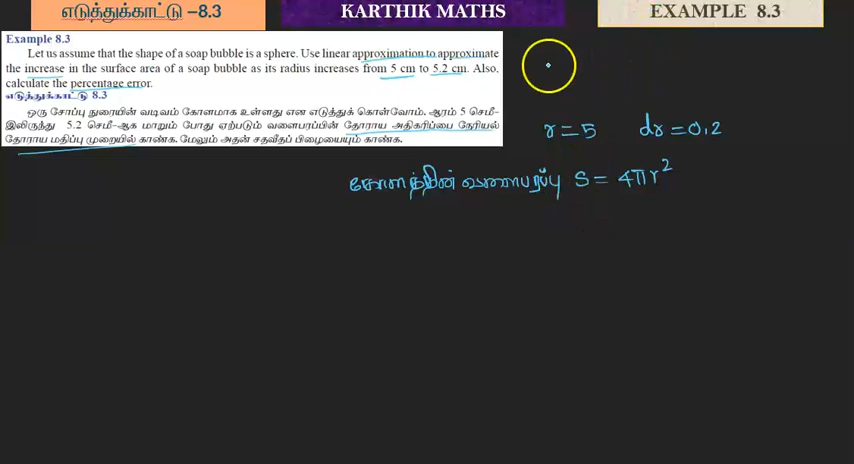 எடுத்துக்காட்டு –8.3
KARTHIK MATHS
EXAMPLE 8.3
Example 8.3
Let us assume that the shape of a soap bubble is a sphere. Use linear approximation to approximate
the increase in the surface area of a soap bubble as its radius increases from 5 cm to 5.2 cm. Also,
calculate the percentage error.
எடுத்துக்காட்டு 8.3
ஒரு சோப்பு நுரையின் வடிவம் கோளமாக உள்ளது என எடுத்துக் கொள்வோம். ஆரம் 5 செமீ-
இலிருந்து 5.2 செமீ-ஆக மாறும் போது ஏற்படும் வளைபரப்பின் தோராய அதிகரிப்பை நேரியல்
தோராய மதிப்பு முறையில் காண்க. மேலும் அதன் சதவீதப் பிழையையும் காண்க.
r = 5 dr = 0.2
கோளத்தின் வளைபரப்பு S = 4πr²